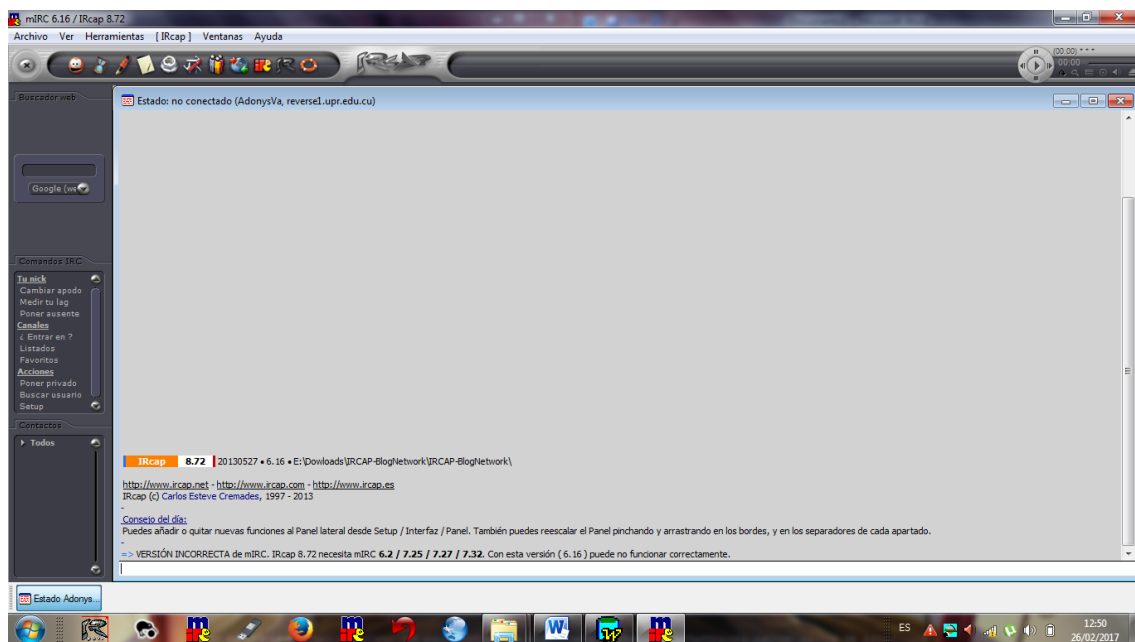 mIRC 6.16 / IRcap 8.72
Archivo Ver Herramientas [IRcap] Ventanas Ayuda
IRcap
(00:00) * * *
00:00
Buscador web
Google (we
Comandos IRC
Tu nick
Cambiar apodo
Medir tu lag
Poner ausente
Canales
¿ Entrar en ?
Listados
Favoritos
Acciones
Poner privado
Buscar usuario
Setup
Contactos
Todos
Estado: no conectado (AdonysVa, reverse1.upr.edu.cu)
IRcap 8.72 20130527 • 6.16 • E:\Dowloads\IRCAP-BlogNetwork\IRCAP-BlogNetwork\
http://www.ircap.net - http://www.ircap.com - http://www.ircap.es
IRcap (c) Carlos Esteve Cremades, 1997 - 2013
-
Consejo del día:
Puedes añadir o quitar nuevas funciones al Panel lateral desde Setup / Interfaz / Panel. También puedes reescalar el Panel pinchando y arrastrando en los bordes, y en los separadores de cada apartado.
-
=> VERSIÓN INCORRECTA de mIRC. IRcap 8.72 necesita mIRC 6.2 / 7.25 / 7.27 / 7.32. Con esta versión ( 6.16 ) puede no funcionar correctamente.
Estado Adonys...
ES
12:50
26/02/2017